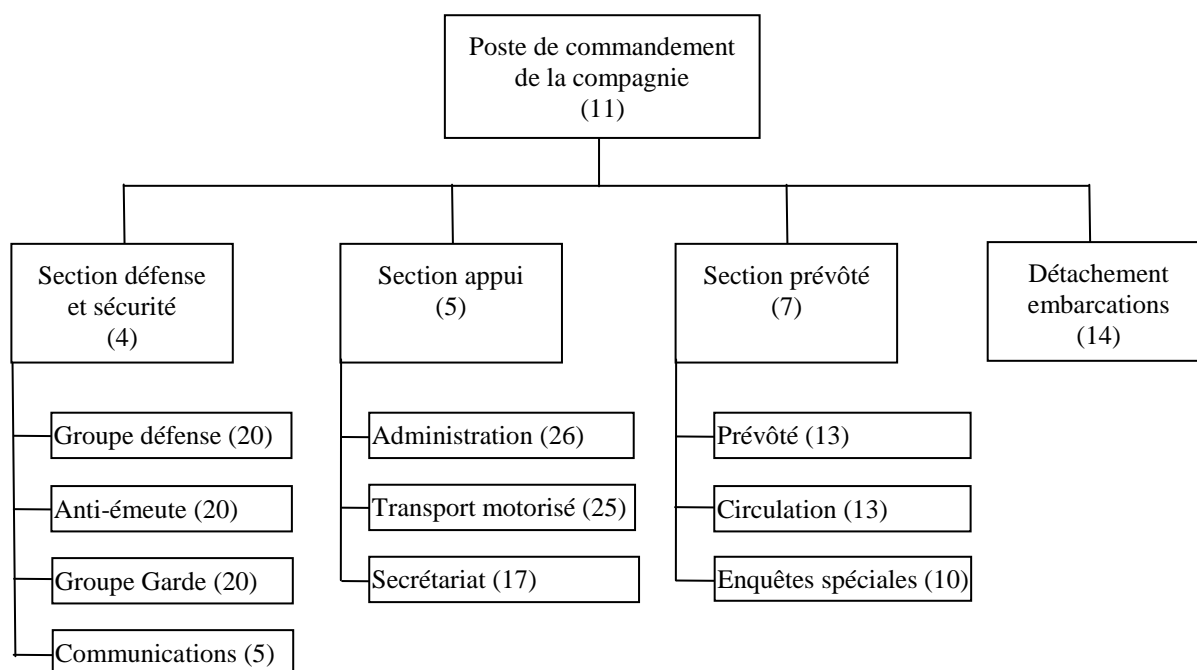 Poste de commandement
de la compagnie
(11)
Section défense
et sécurité
(4)
Section appui
(5)
Section prévôté
(7)
Détachement
embarcations
(14)
Groupe défense (20)
Anti-émeute (20)
Groupe Garde (20)
Communications (5)
Administration (26)
Transport motorisé (25)
Secrétariat (17)
Prévôté (13)
Circulation (13)
Enquêtes spéciales (10)